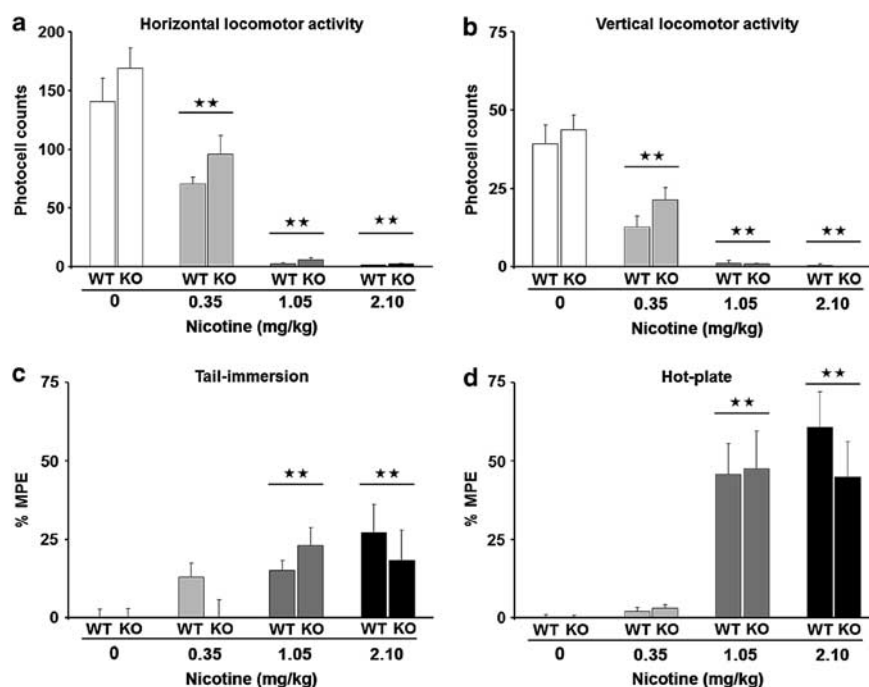 a
Horizontal locomotor activity
Photocell counts
200
150
100
50
0
★★
★★
★★
WT KO WT KO WT KO WT KO
0 0.35 1.05 2.10
Nicotine (mg/kg)
b
Vertical locomotor activity
Photocell counts
75
50
25
0
★★
★★
★★
WT KO WT KO WT KO WT KO
0 0.35 1.05 2.10
Nicotine (mg/kg)
c
Tail-immersion
% MPE
75
50
25
0
★★
★★
WT KO WT KO WT KO WT KO
0 0.35 1.05 2.10
Nicotine (mg/kg)
d
Hot-plate
% MPE
75
50
25
0
★★
★★
WT KO WT KO WT KO WT KO
0 0.35 1.05 2.10
Nicotine (mg/kg)